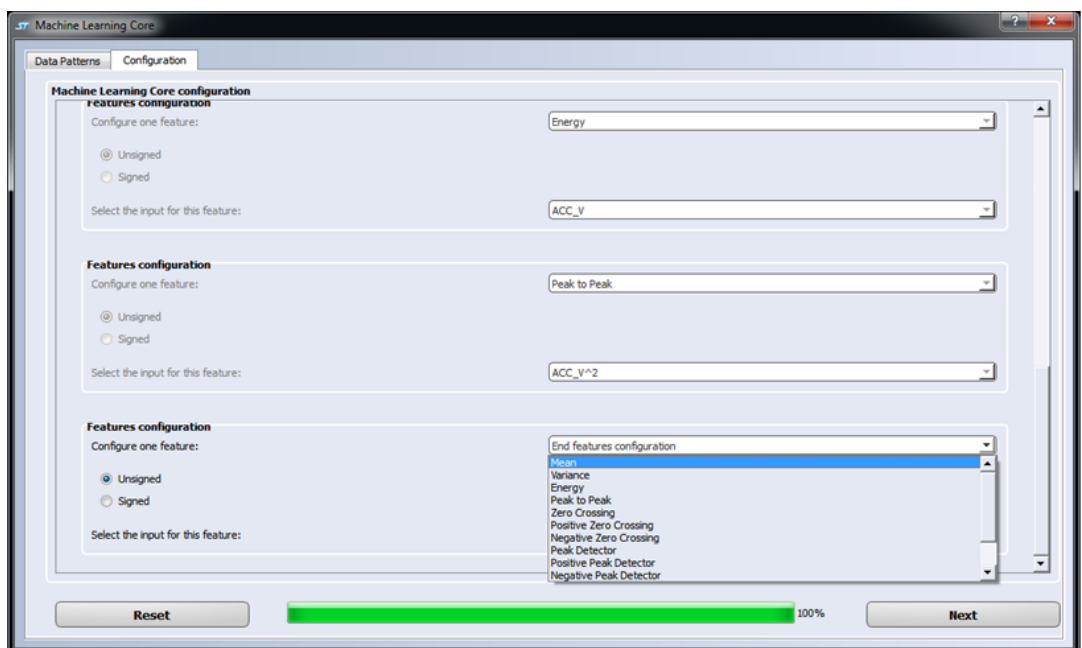 ST Machine Learning Core ? X
Data Patterns Configuration
Machine Learning Core configuration
Features configuration
Configure one feature: Energy
Unsigned
Signed
Select the input for this feature: ACC_V
Features configuration
Configure one feature: Peak to Peak
Unsigned
Signed
Select the input for this feature: ACC_V^2
Features configuration
Configure one feature: End features configuration
Mean
Variance
Unsigned
Energy
Peak to Peak
Signed
Zero Crossing
Positive Zero Crossing
Select the input for this feature:
Negative Zero Crossing
Peak Detector
Positive Peak Detector
Negative Peak Detector
Reset 100% Next